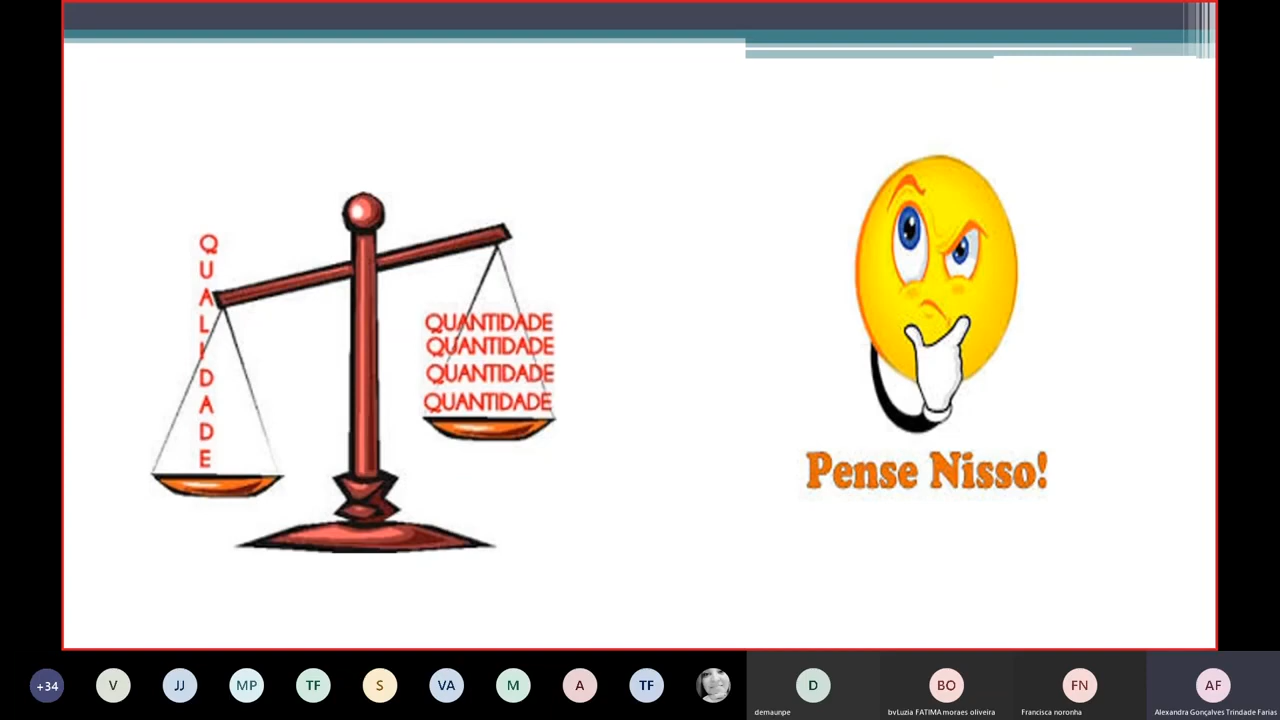 QUALIDADE
QUANTIDADE
QUANTIDADE
QUANTIDADE
QUANTIDADE
Pense Nisso!
+34
V
JJ
MP
TF
S
VA
M
A
TF
D
BO
FN
AF
demaunpe
bvLuzia FATIMA moraes oliveira
Francisca noronha
Alexandra Gonçalves Trindade Farias